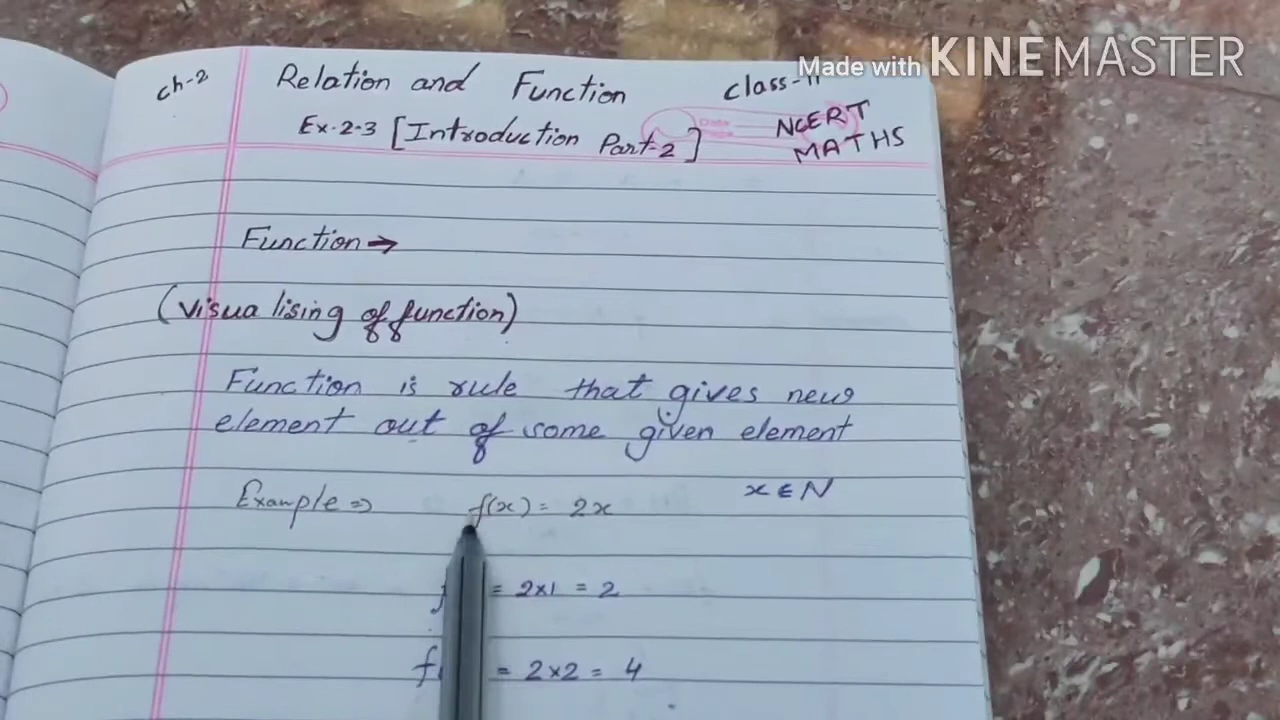 Made with KINEMASTER
ch-2 Relation and Function class-11
Ex.2.3 [Introduction Part-2] NCERT
MATHS
Function→
(visualising of function)
Function is rule that gives new
element out of some given element
Example ⇒ f(x) = 2x x ∈ N
= 2×1 = 2
= 2×2 = 4